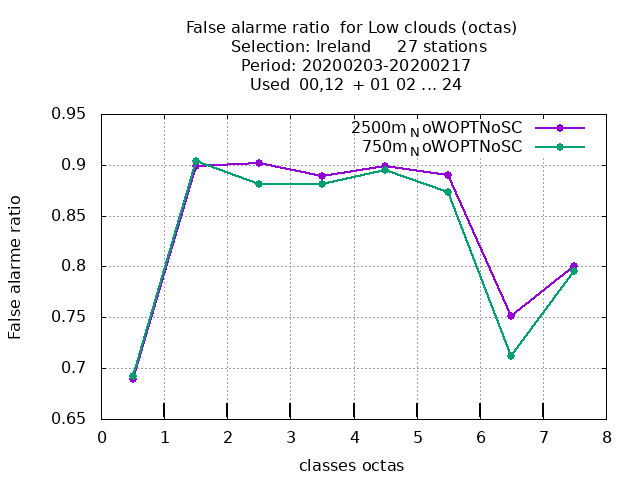 False alarme ratio  for Low clouds (octas)
Selection: Ireland     27 stations
Period: 20200203-20200217
Used  00,12  + 01 02 ... 24
False alarme ratio
0.95
0.9
0.85
0.8
0.75
0.7
0.65
2500m_NoWOPTNoSC
750m_NoWOPTNoSC
0 1 2 3 4 5 6 7 8
classes octas